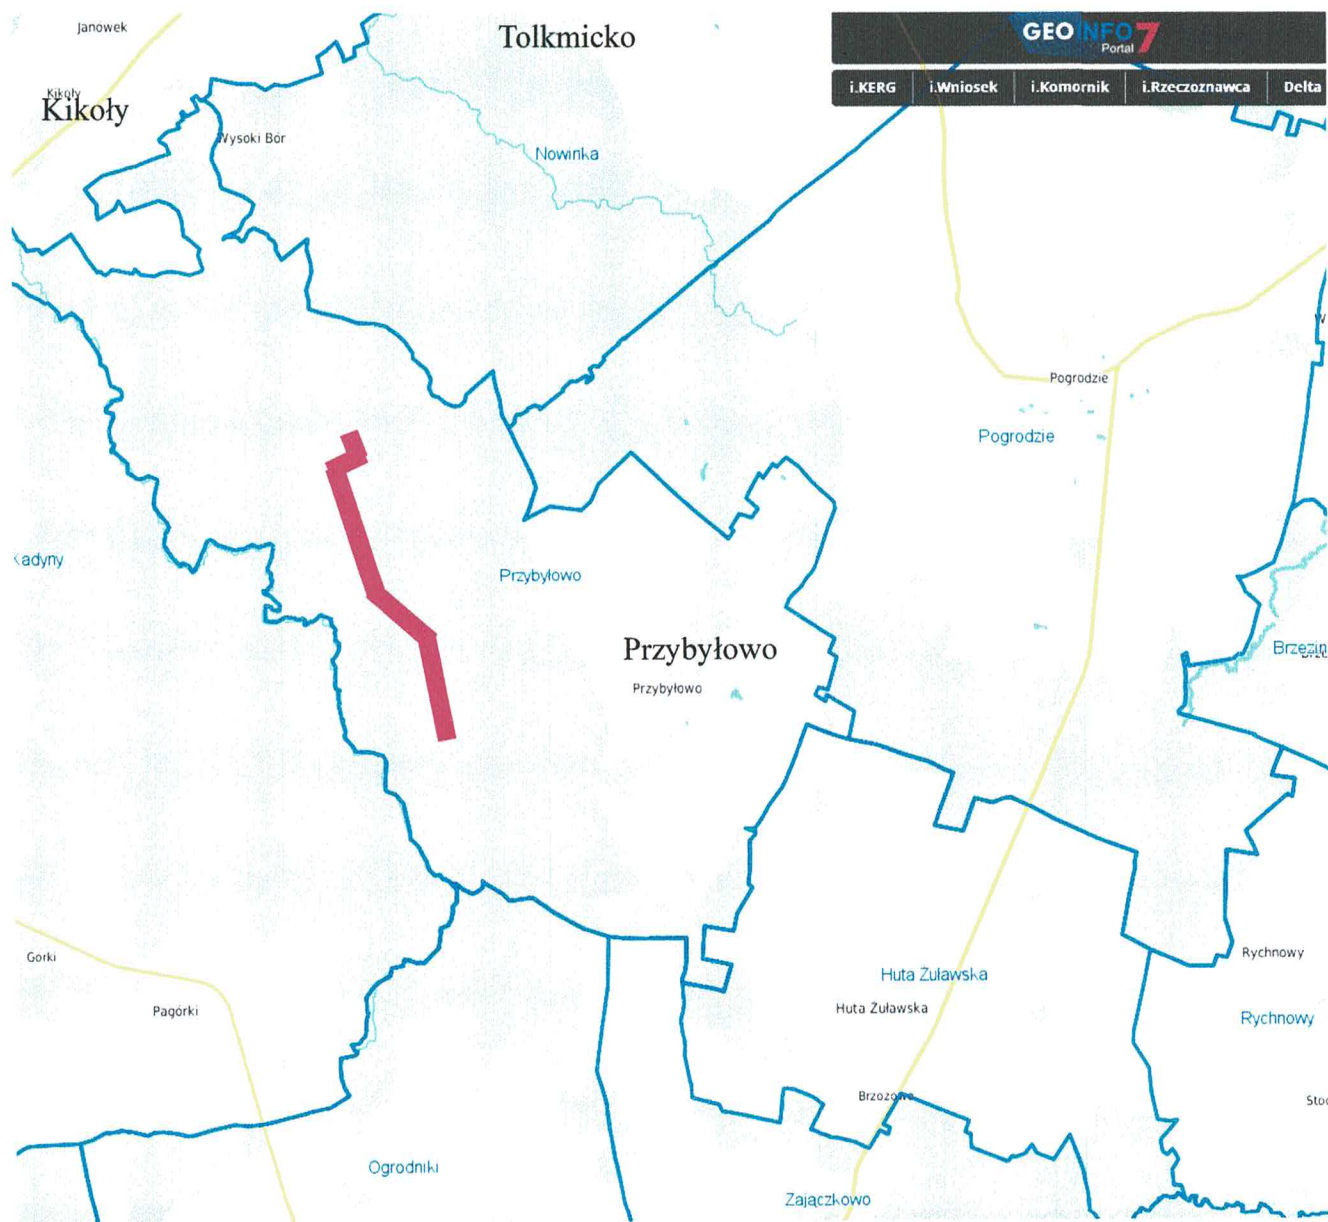 Janowek
Tolkmicko
GEOINFO 7
Portal
i.KERG i.Wniosek i.Komornik i.Rzeczoznawca Delta
Kikoły
Kikoły
Wysoki Bór
Nowinka
W
Pogrodzie
Pogrodzie
Kadyny
Przybyłowo
Przybyłowo
Brzezin
Przybyłowo
Gorki
Rychnowy
Huta Żuławska
Pagórki
Huta Żuławska
Rychnowy
Brzozowo
Stoc
Ogrodniki
Zajączkowo